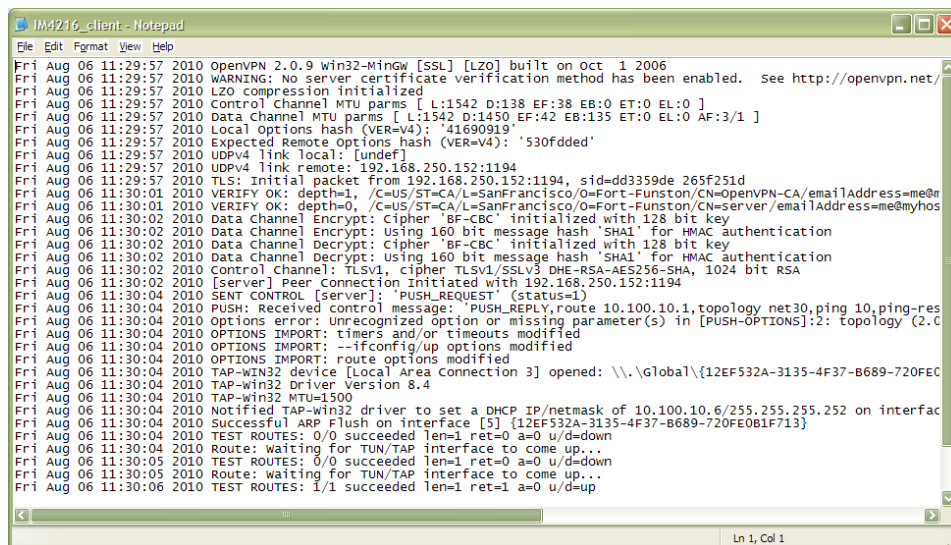 IM4216_client - Notepad
File Edit Format View Help
Fri Aug 06 11:29:57 2010 OpenVPN 2.0.9 Win32-MinGW [SSL] [LZO] built on Oct 1 2006
Fri Aug 06 11:29:57 2010 WARNING: No server certificate verification method has been enabled. See http://openvpn.net/
Fri Aug 06 11:29:57 2010 LZO compression initialized
Fri Aug 06 11:29:57 2010 Control Channel MTU parms [ L:1542 D:138 EF:38 EB:0 ET:0 EL:0 ]
Fri Aug 06 11:29:57 2010 Data Channel MTU parms [ L:1542 D:1450 EF:42 EB:135 ET:0 EL:0 AF:3/1 ]
Fri Aug 06 11:29:57 2010 Local Options hash (VER=V4): '41690919'
Fri Aug 06 11:29:57 2010 Expected Remote Options hash (VER=V4): '530fdded'
Fri Aug 06 11:29:57 2010 UDPv4 link local: [undef]
Fri Aug 06 11:29:57 2010 UDPv4 link remote: 192.168.250.152:1194
Fri Aug 06 11:29:57 2010 TLS: Initial packet from 192.168.250.152:1194, sid=dd3359de 265f251d
Fri Aug 06 11:30:01 2010 VERIFY OK: depth=1, /C=US/ST=CA/L=SanFrancisco/O=Fort-Funston/CN=OpenVPN-CA/emailAddress=me@m
Fri Aug 06 11:30:01 2010 VERIFY OK: depth=0, /C=US/ST=CA/L=SanFrancisco/O=Fort-Funston/CN=server/emailAddress=me@myhos
Fri Aug 06 11:30:02 2010 Data Channel Encrypt: Cipher 'BF-CBC' initialized with 128 bit key
Fri Aug 06 11:30:02 2010 Data Channel Encrypt: Using 160 bit message hash 'SHA1' for HMAC authentication
Fri Aug 06 11:30:02 2010 Data Channel Decrypt: Cipher 'BF-CBC' initialized with 128 bit key
Fri Aug 06 11:30:02 2010 Data Channel Decrypt: Using 160 bit message hash 'SHA1' for HMAC authentication
Fri Aug 06 11:30:02 2010 Control Channel: TLSv1, cipher TLSv1/SSLv3 DHE-RSA-AES256-SHA, 1024 bit RSA
Fri Aug 06 11:30:02 2010 [server] Peer Connection Initiated with 192.168.250.152:1194
Fri Aug 06 11:30:04 2010 SENT CONTROL [server]: 'PUSH_REQUEST' (status=1)
Fri Aug 06 11:30:04 2010 PUSH: Received control message: 'PUSH_REPLY,route 10.100.10.1,topology net30,ping 10,ping-res
Fri Aug 06 11:30:04 2010 Options error: Unrecognized option or missing parameter(s) in [PUSH-OPTIONS]:2: topology (2.0
Fri Aug 06 11:30:04 2010 OPTIONS IMPORT: timers and/or timeouts modified
Fri Aug 06 11:30:04 2010 OPTIONS IMPORT: --ifconfig/up options modified
Fri Aug 06 11:30:04 2010 OPTIONS IMPORT: route options modified
Fri Aug 06 11:30:04 2010 TAP-WIN32 device [Local Area Connection 3] opened: \\.\Global\{12EF532A-3135-4F37-B689-720FE0
Fri Aug 06 11:30:04 2010 TAP-Win32 Driver Version 8.4
Fri Aug 06 11:30:04 2010 TAP-Win32 MTU=1500
Fri Aug 06 11:30:04 2010 Notified TAP-Win32 driver to set a DHCP IP/netmask of 10.100.10.6/255.255.255.252 on interfac
Fri Aug 06 11:30:04 2010 Successful ARP Flush on interface [5] {12EF532A-3135-4F37-B689-720FE0B1F713}
Fri Aug 06 11:30:04 2010 TEST ROUTES: 0/0 succeeded len=1 ret=0 a=0 u/d=down
Fri Aug 06 11:30:04 2010 Route: Waiting for TUN/TAP interface to come up...
Fri Aug 06 11:30:05 2010 TEST ROUTES: 0/0 succeeded len=1 ret=0 a=0 u/d=down
Fri Aug 06 11:30:05 2010 Route: Waiting for TUN/TAP interface to come up...
Fri Aug 06 11:30:06 2010 TEST ROUTES: 1/1 succeeded len=1 ret=1 a=0 u/d=up
Ln 1, Col 1